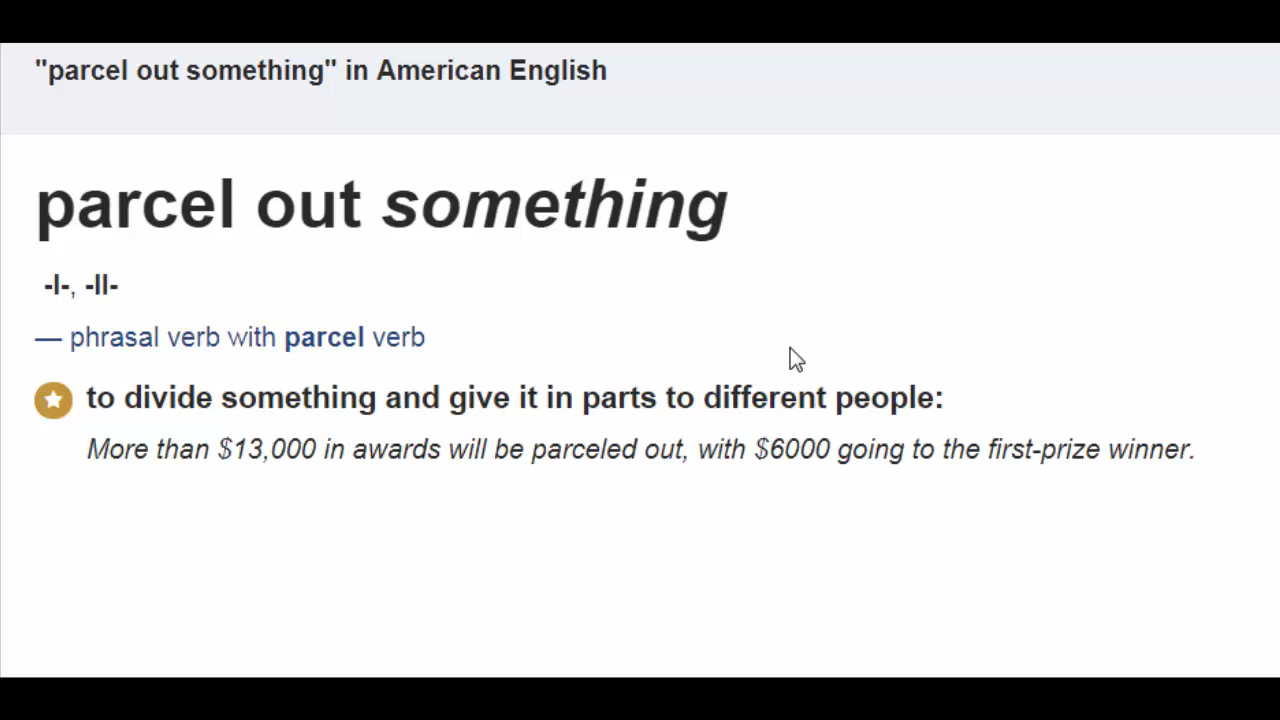 "parcel out something" in American English
parcel out something
-l-, -ll-
— phrasal verb with parcel verb
to divide something and give it in parts to different people:
More than $13,000 in awards will be parceled out, with $6000 going to the first-prize winner.